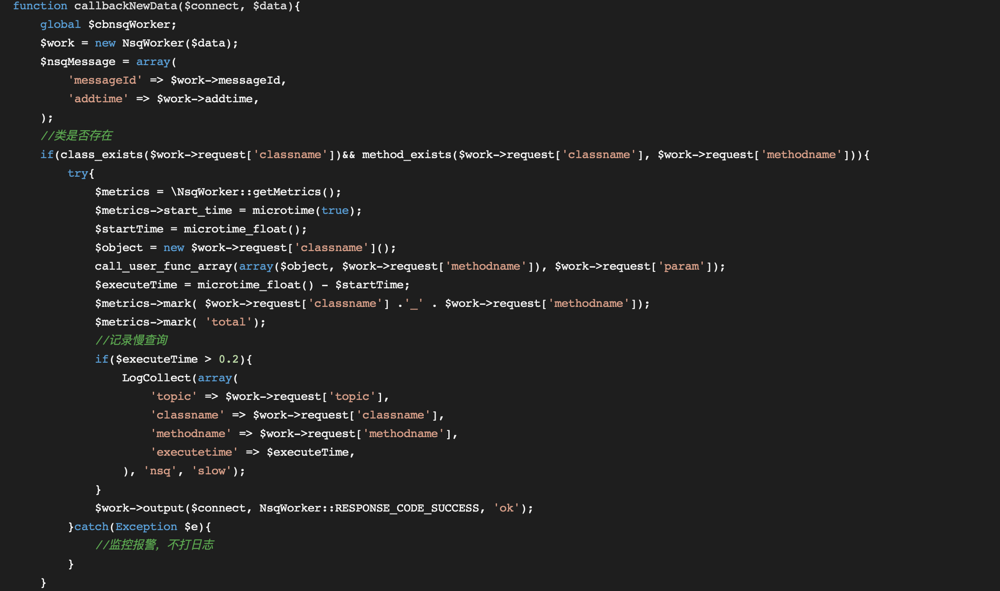 function callbackNewData($connect, $data){
    global $cbnsqWorker;
    $work = new NsqWorker($data);
    $nsqMessage = array(
        'messageId' => $work->messageId,
        'addtime' => $work->addtime,
    );
    //类是否存在
    if(class_exists($work->request['classname'])&& method_exists($work->request['classname'], $work->request['methodname'])){
        try{
            $metrics = \NsqWorker::getMetrics();
            $metrics->start_time = microtime(true);
            $startTime = microtime_float();
            $object = new $work->request['classname']();
            call_user_func_array(array($object, $work->request['methodname']), $work->request['param']);
            $executeTime = microtime_float() - $startTime;
            $metrics->mark( $work->request['classname'] .'_' . $work->request['methodname']);
            $metrics->mark( 'total');
            //记录慢查询
            if($executeTime > 0.2){
                LogCollect(array(
                    'topic' => $work->request['topic'],
                    'classname' => $work->request['classname'],
                    'methodname' => $work->request['methodname'],
                    'executetime' => $executeTime,
                ), 'nsq', 'slow');
            }
            $work->output($connect, NsqWorker::RESPONSE_CODE_SUCCESS, 'ok');
        }catch(Exception $e){
            //监控报警，不打日志
        }
    }